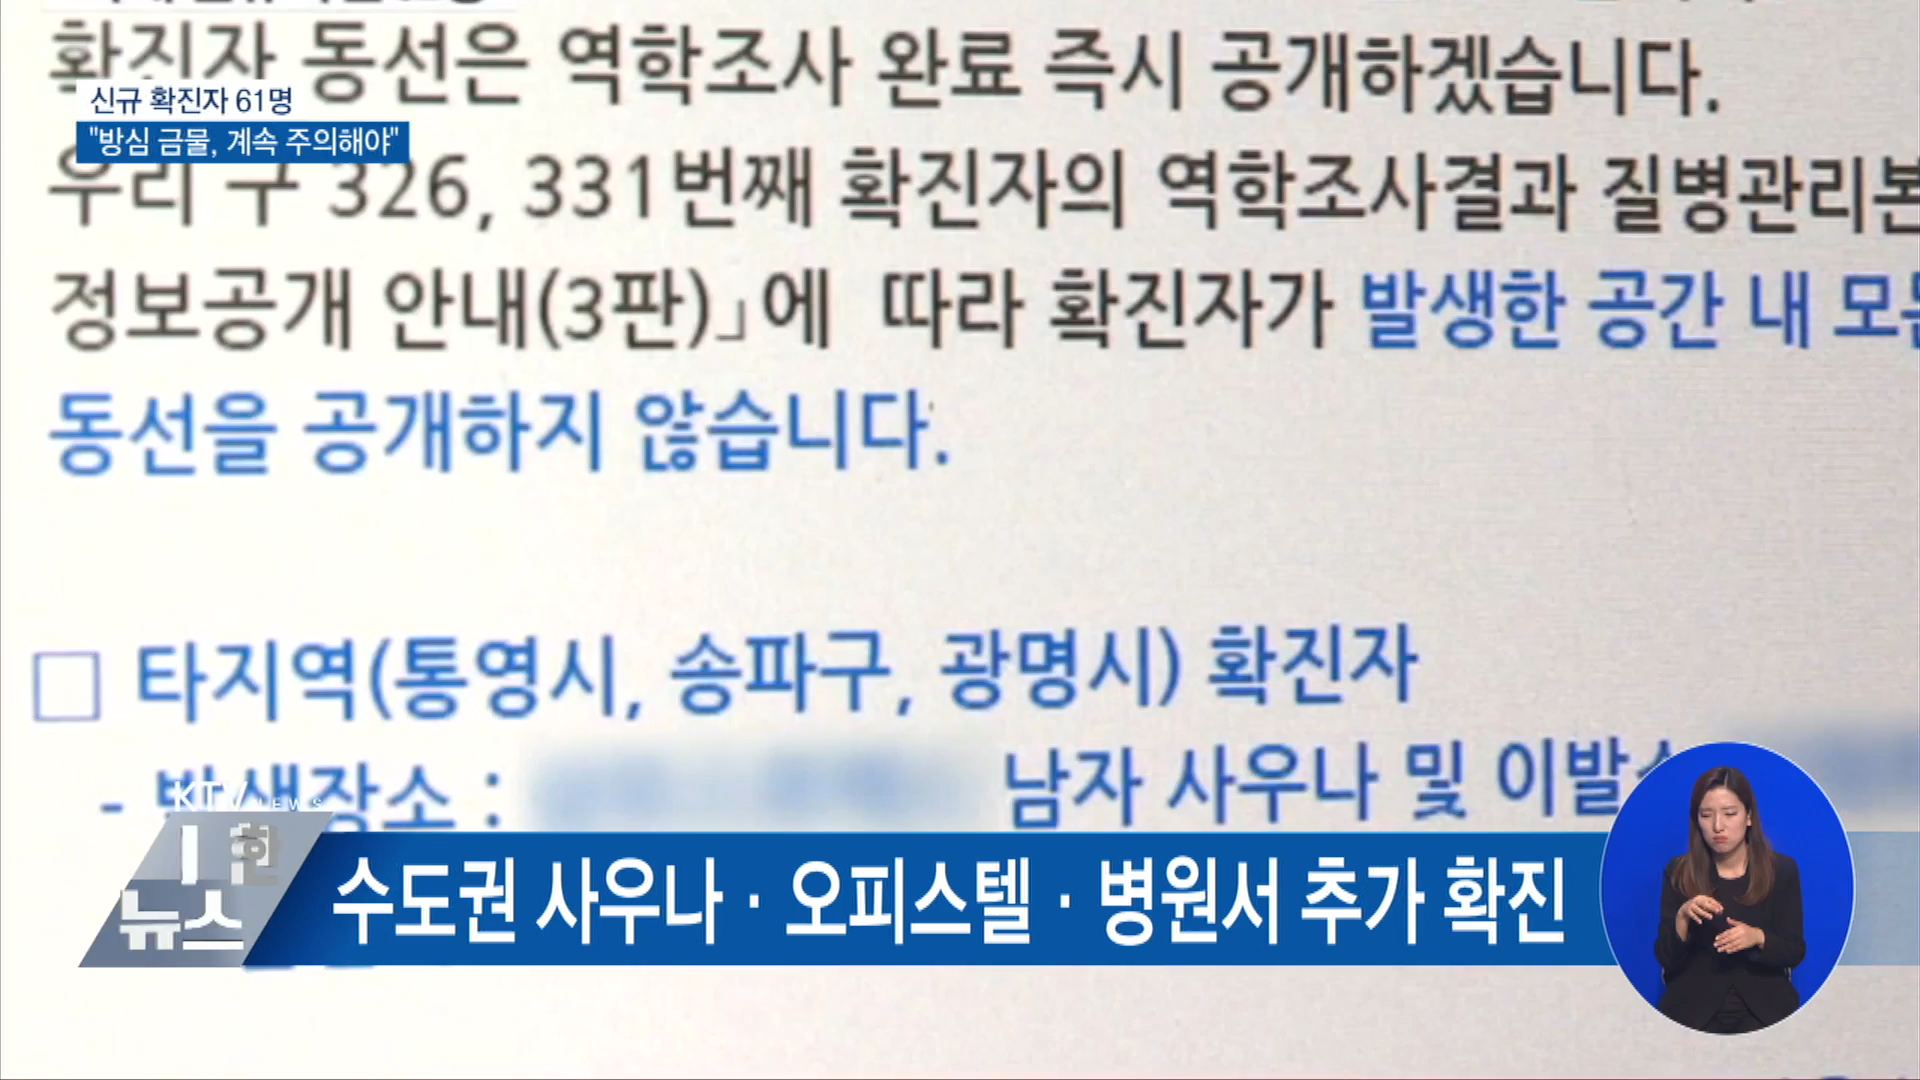 확진자 동선은 역학조사 완료 즉시 공개하겠습니다.
신규 확진자 61명
"방심 금물, 계속 주의해야"
우리 구 326, 331번째 확진자의 역학조사결과 질병관리본
정보공개 안내(3판)」에 따라 확진자가 발생한 공간 내 모든
동선을 공개하지 않습니다.
□ 타지역(통영시, 송파구, 광명시) 확진자
- 발생장소 : 남자 사우나 및 이발소
KTV NEWS
뉴스
수도권 사우나 · 오피스텔 · 병원서 추가 확진